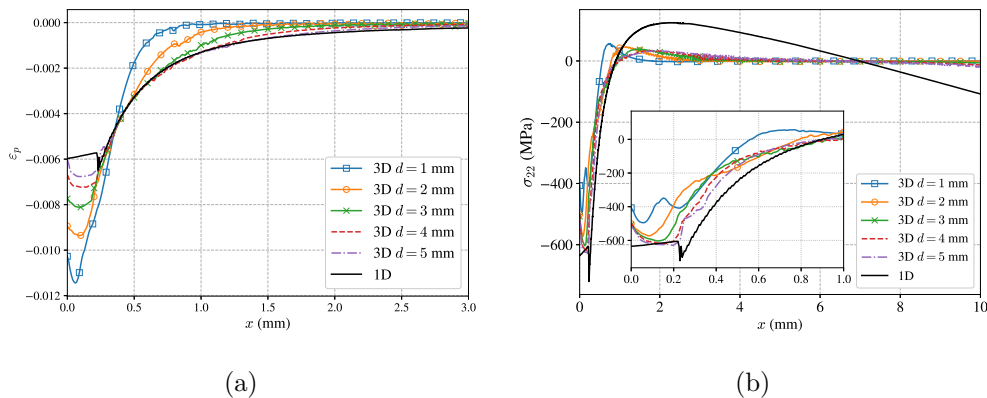 0.000
−0.002
−0.004
−0.006
−0.008
−0.010
−0.012
εp
0.0
0.5
1.0
1.5
2.0
2.5
3.0
x (mm)
3D d = 1 mm
3D d = 2 mm
3D d = 3 mm
3D d = 4 mm
3D d = 5 mm
1D
(a)
0
−200
−400
−600
σ22 (MPa)
0
2
4
6
8
10
x (mm)
0
−200
−400
−600
0.0
0.2
0.4
0.6
0.8
1.0
3D d = 1 mm
3D d = 2 mm
3D d = 3 mm
3D d = 4 mm
3D d = 5 mm
1D
(b)